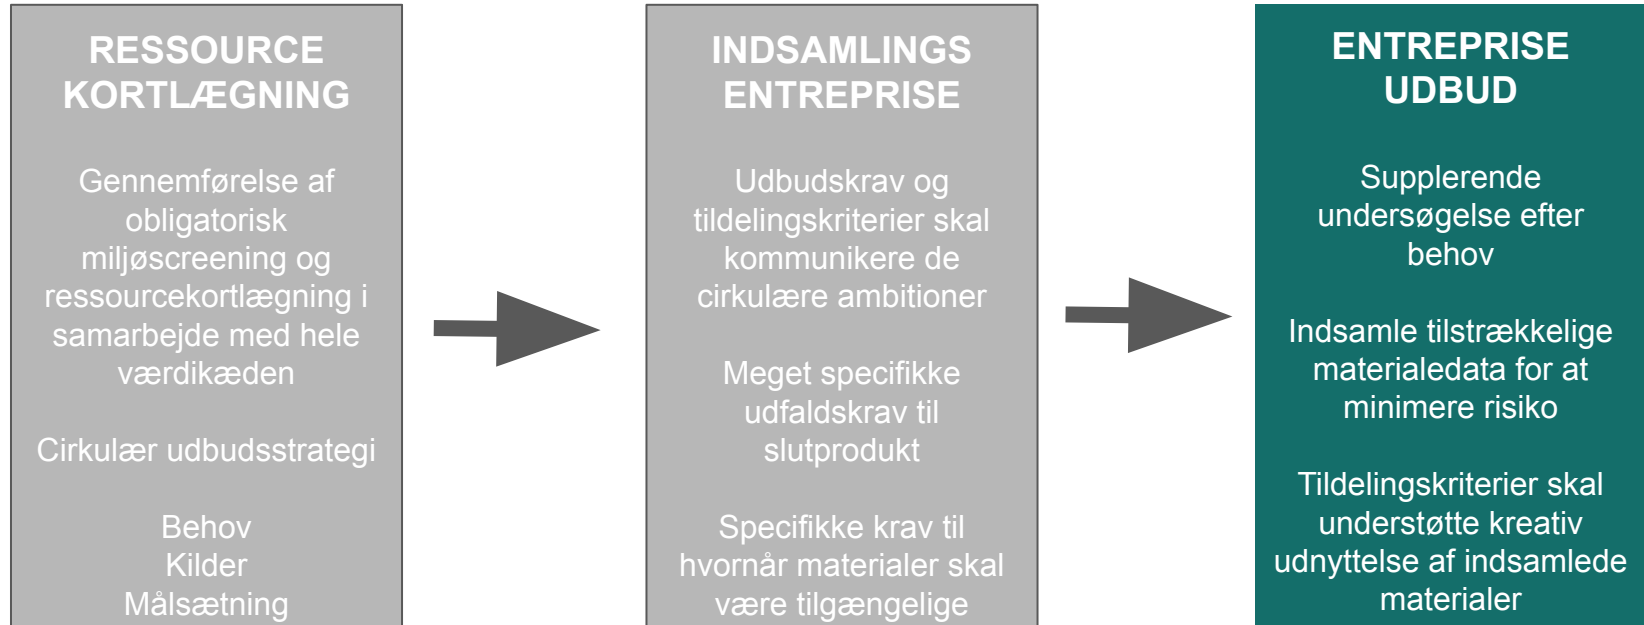 RESSOURCE
KORTLÆGNING
Gennemførelse af
obligatorisk
miljøscreening og
ressourcekortlægning i
samarbejde med hele
værdikæden
Cirkulær udbudsstrategi
Behov
Kilder
Målsætning
INDSAMLINGS
ENTREPRISE
Udbudskrav og
tildelingskriterier skal
kommunikere de
cirkulære ambitioner
Meget specifikke
udfaldskrav til
slutprodukt
Specifikke krav til
hvornår materialer skal
være tilgængelige
ENTREPRISE
UDBUD
Supplerende
undersøgelse efter
behov
Indsamle tilstrækkelige
materialedata for at
minimere risiko
Tildelingskriterier skal
understøtte kreativ
udnyttelse af indsamlede
materialer